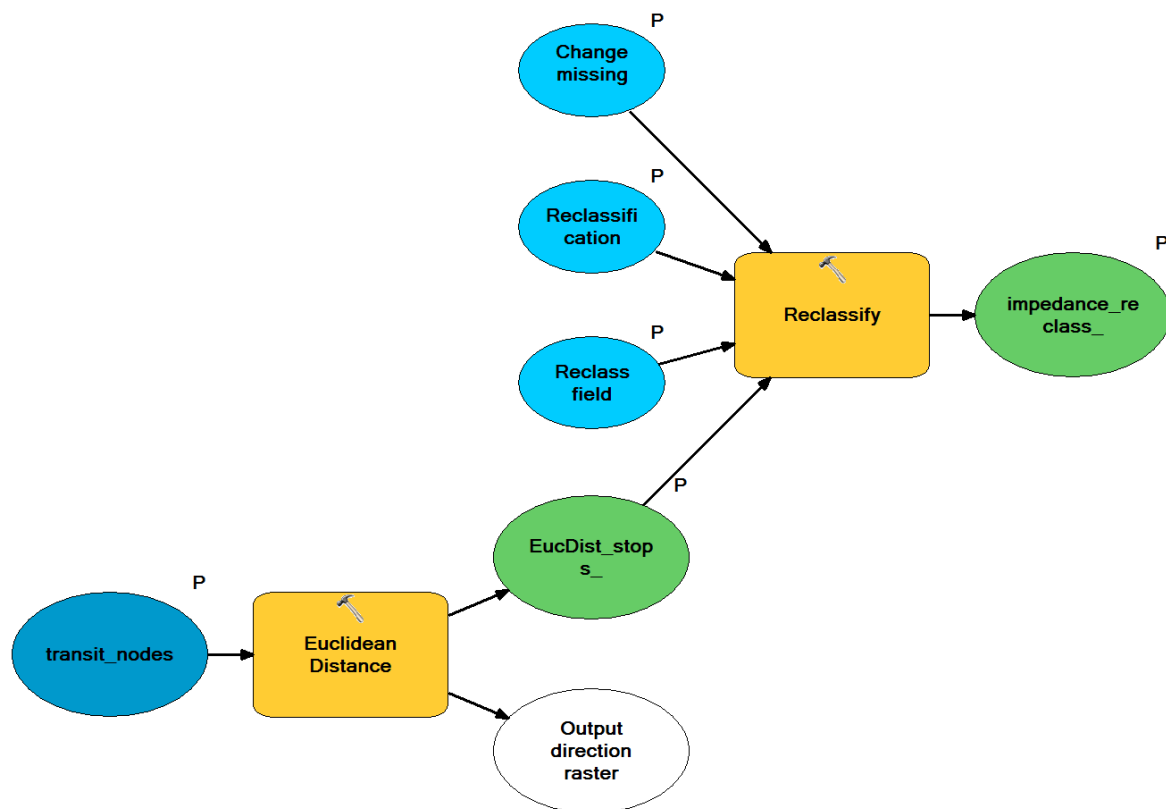 P
Change
missing
P
Reclassifi
cation
P
Reclassify
impedance_re
class_
P
Reclass
field
P
EucDist_stop
s_
P
transit_nodes
Euclidean
Distance
Output
direction
raster